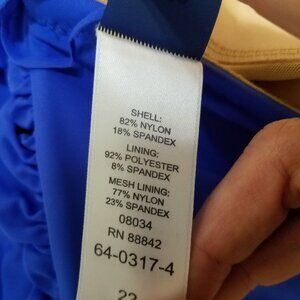 SHELL:
82% NYLON
18% SPANDEX
LINING:
92% POLYESTER
8% SPANDEX
MESH LINING:
77% NYLON
23% SPANDEX
08034
RN 88842
64-0317-4